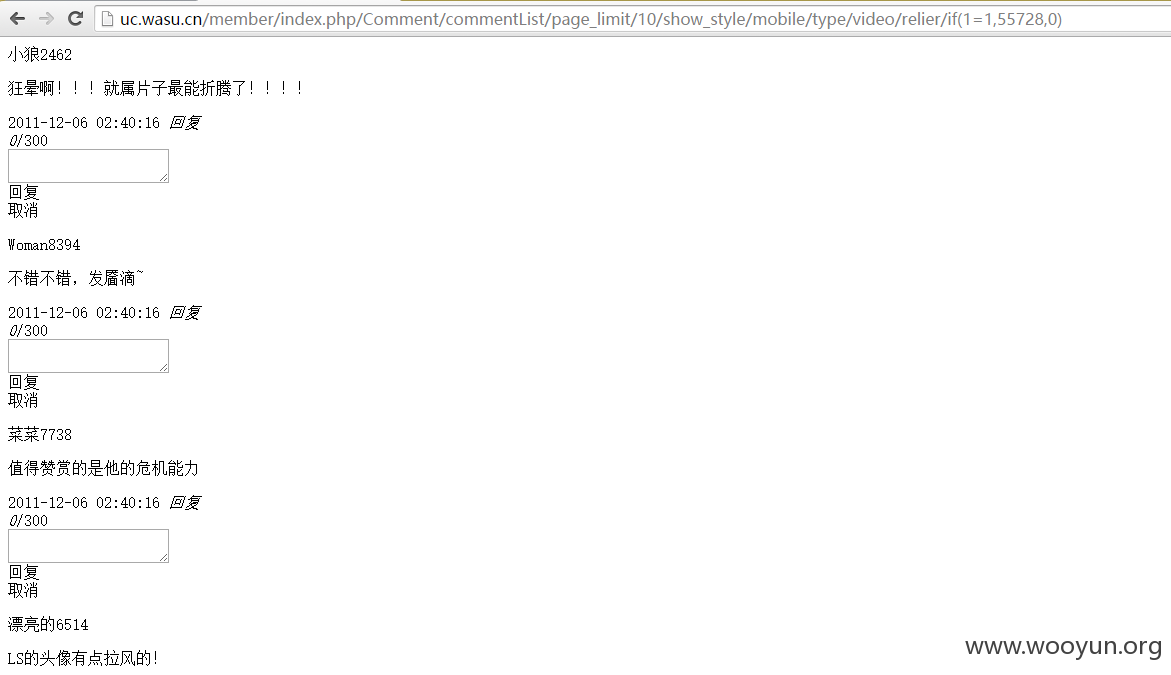 uc.wasu.cn/member/index.php/Comment/commentList/page_limit/10/show_style/mobile/type/video/relier/if(1=1,55728,0)
小狼2462
狂晕啊！！！就属片子最能折腾了！！！！
2011-12-06 02:40:16 回复
0/300
回复
取消
Woman8394
不错不错，发靥滴~
2011-12-06 02:40:16 回复
0/300
回复
取消
菜菜7738
值得赞赏的是他的危机能力
2011-12-06 02:40:16 回复
0/300
回复
取消
漂亮的6514
LS的头像有点拉风的！
www.wooyun.org